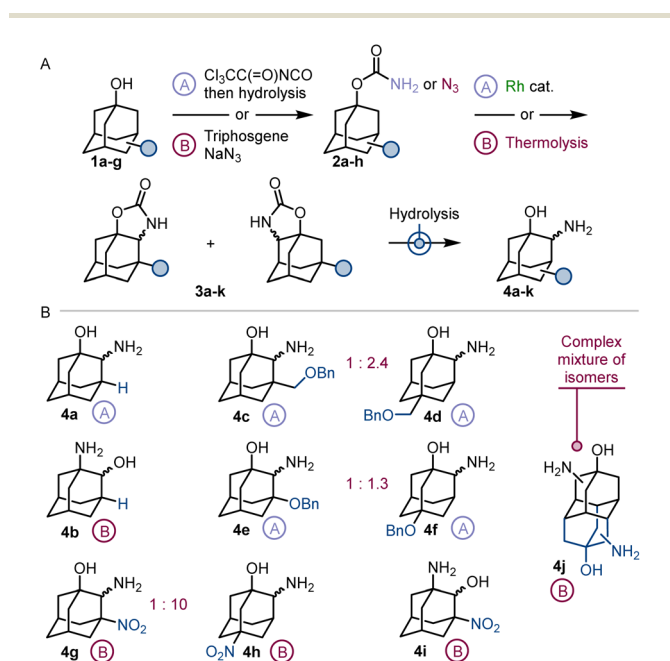 A
OH
1a-g
A Cl3CC(=O)NCO
then hydrolysis
or
B Triphosgene
NaN3
O
O NH2 or N3
2a-h
A Rh cat.
or
B Thermolysis
O
O NH
+
O
HN O
3a-k
Hydrolysis
OH
NH2
4a-k
B
OH
NH2
H
4a A
OH
NH2
OBn
4c A
1 : 2.4
OH
NH2
BnO
4d A
Complex
mixture of
isomers
NH2
OH
H
4b B
OH
NH2
OBn
4e A
1 : 1.3
OH
NH2
BnO
4f A
OH
H2N
NH2
OH
4j
B
OH
NH2
NO2
4g B
1 : 10
OH
NH2
O2N
4h B
NH2
OH
NO2
4i B